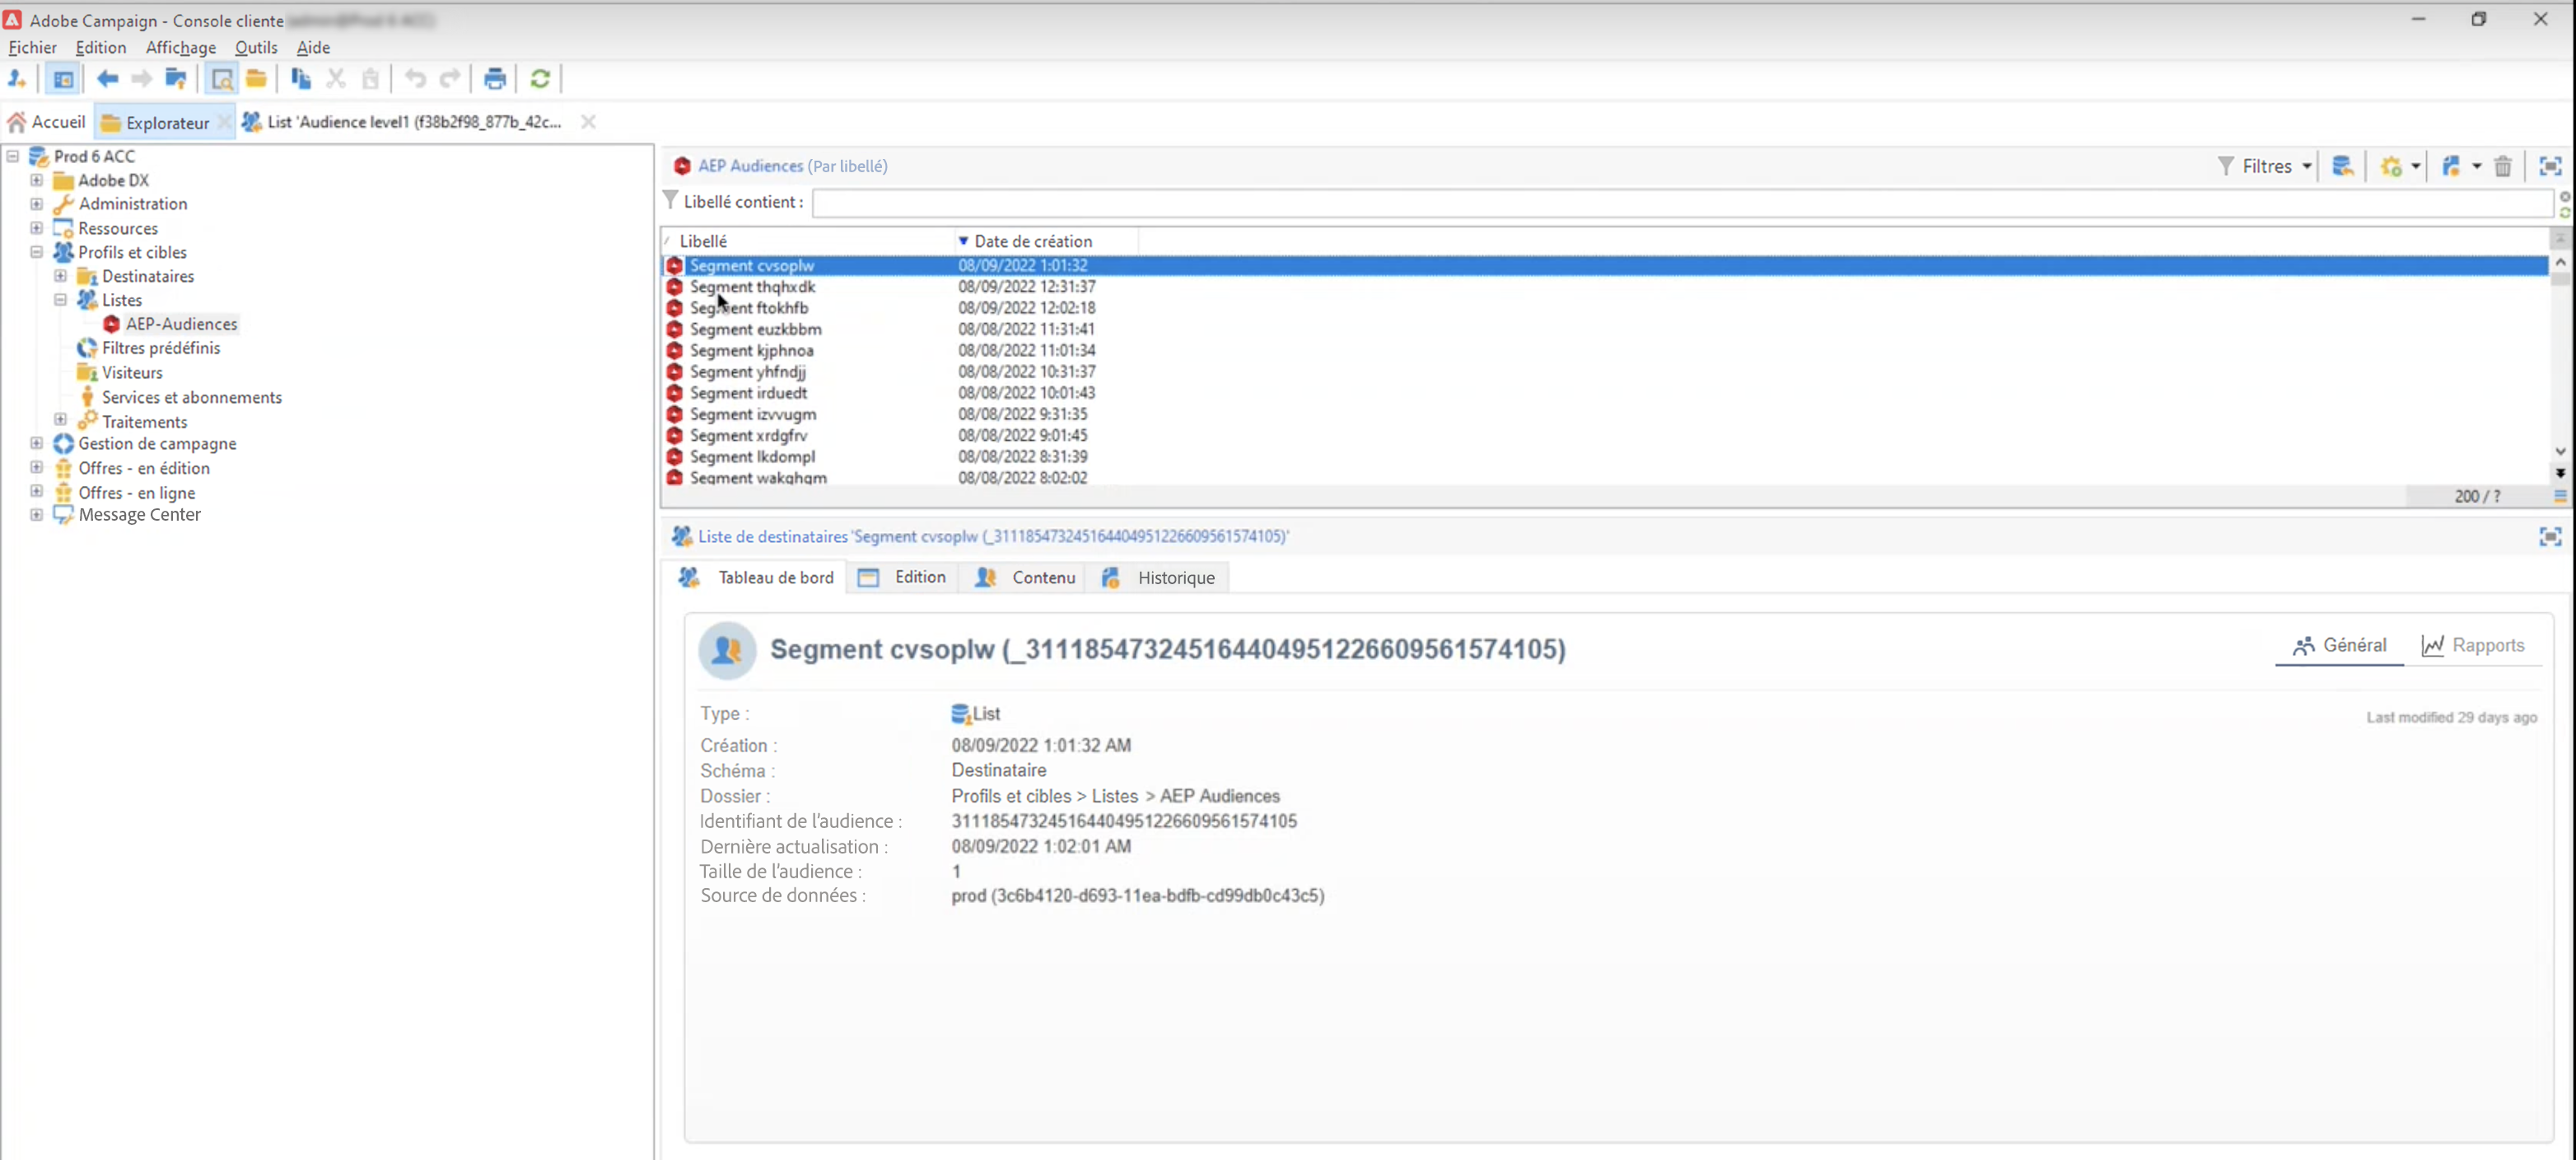 Adobe Campaign - Console cliente
Fichier Edition Affichage Outils Aide
Accueil Explorateur List 'Audience level1 (f38b2f98_877b_42c...
Prod 6 ACC
Adobe DX
Administration
Ressources
Profils et cibles
Destinataires
Listes
AEP-Audiences
Filtres prédéfinis
Visiteurs
Services et abonnements
Traitements
Gestion de campagne
Offres - en édition
Offres - en ligne
Message Center
AEP Audiences (Par libellé) Filtres
Libellé contient :
Libellé Date de création
Segment cvsoplw 08/09/2022 1:01:32
Segment thqhxdk 08/09/2022 12:31:37
Segment ftokhfb 08/09/2022 12:02:18
Segment euzkbbm 08/08/2022 11:31:41
Segment kjphnoa 08/08/2022 11:01:34
Segment yhfndjj 08/08/2022 10:31:37
Segment irduedt 08/08/2022 10:01:43
Segment izvvugm 08/08/2022 9:31:35
Segment xrdgfrv 08/08/2022 9:01:45
Segment lkdompl 08/08/2022 8:31:39
Segment wakghgm 08/08/2022 8:02:02
200 / ?
Liste de destinataires 'Segment cvsoplw (_31118547324516440495122660956157​4105)'
Tableau de bord Edition Contenu Historique
Segment cvsoplw (_311185473245164404951226609561574105)
Général Rapports
Type : List
Last modified 29 days ago
Création : 08/09/2022 1:01:32 AM
Schéma : Destinataire
Dossier : Profils et cibles > Listes > AEP Audiences
Identifiant de l'audience : 311185473245164404951226609561574105
Dernière actualisation : 08/09/2022 1:02:01 AM
Taille de l'audience : 1
Source de données : prod (3c6b4120-d693-11ea-bdfb-cd99db0c43c5)